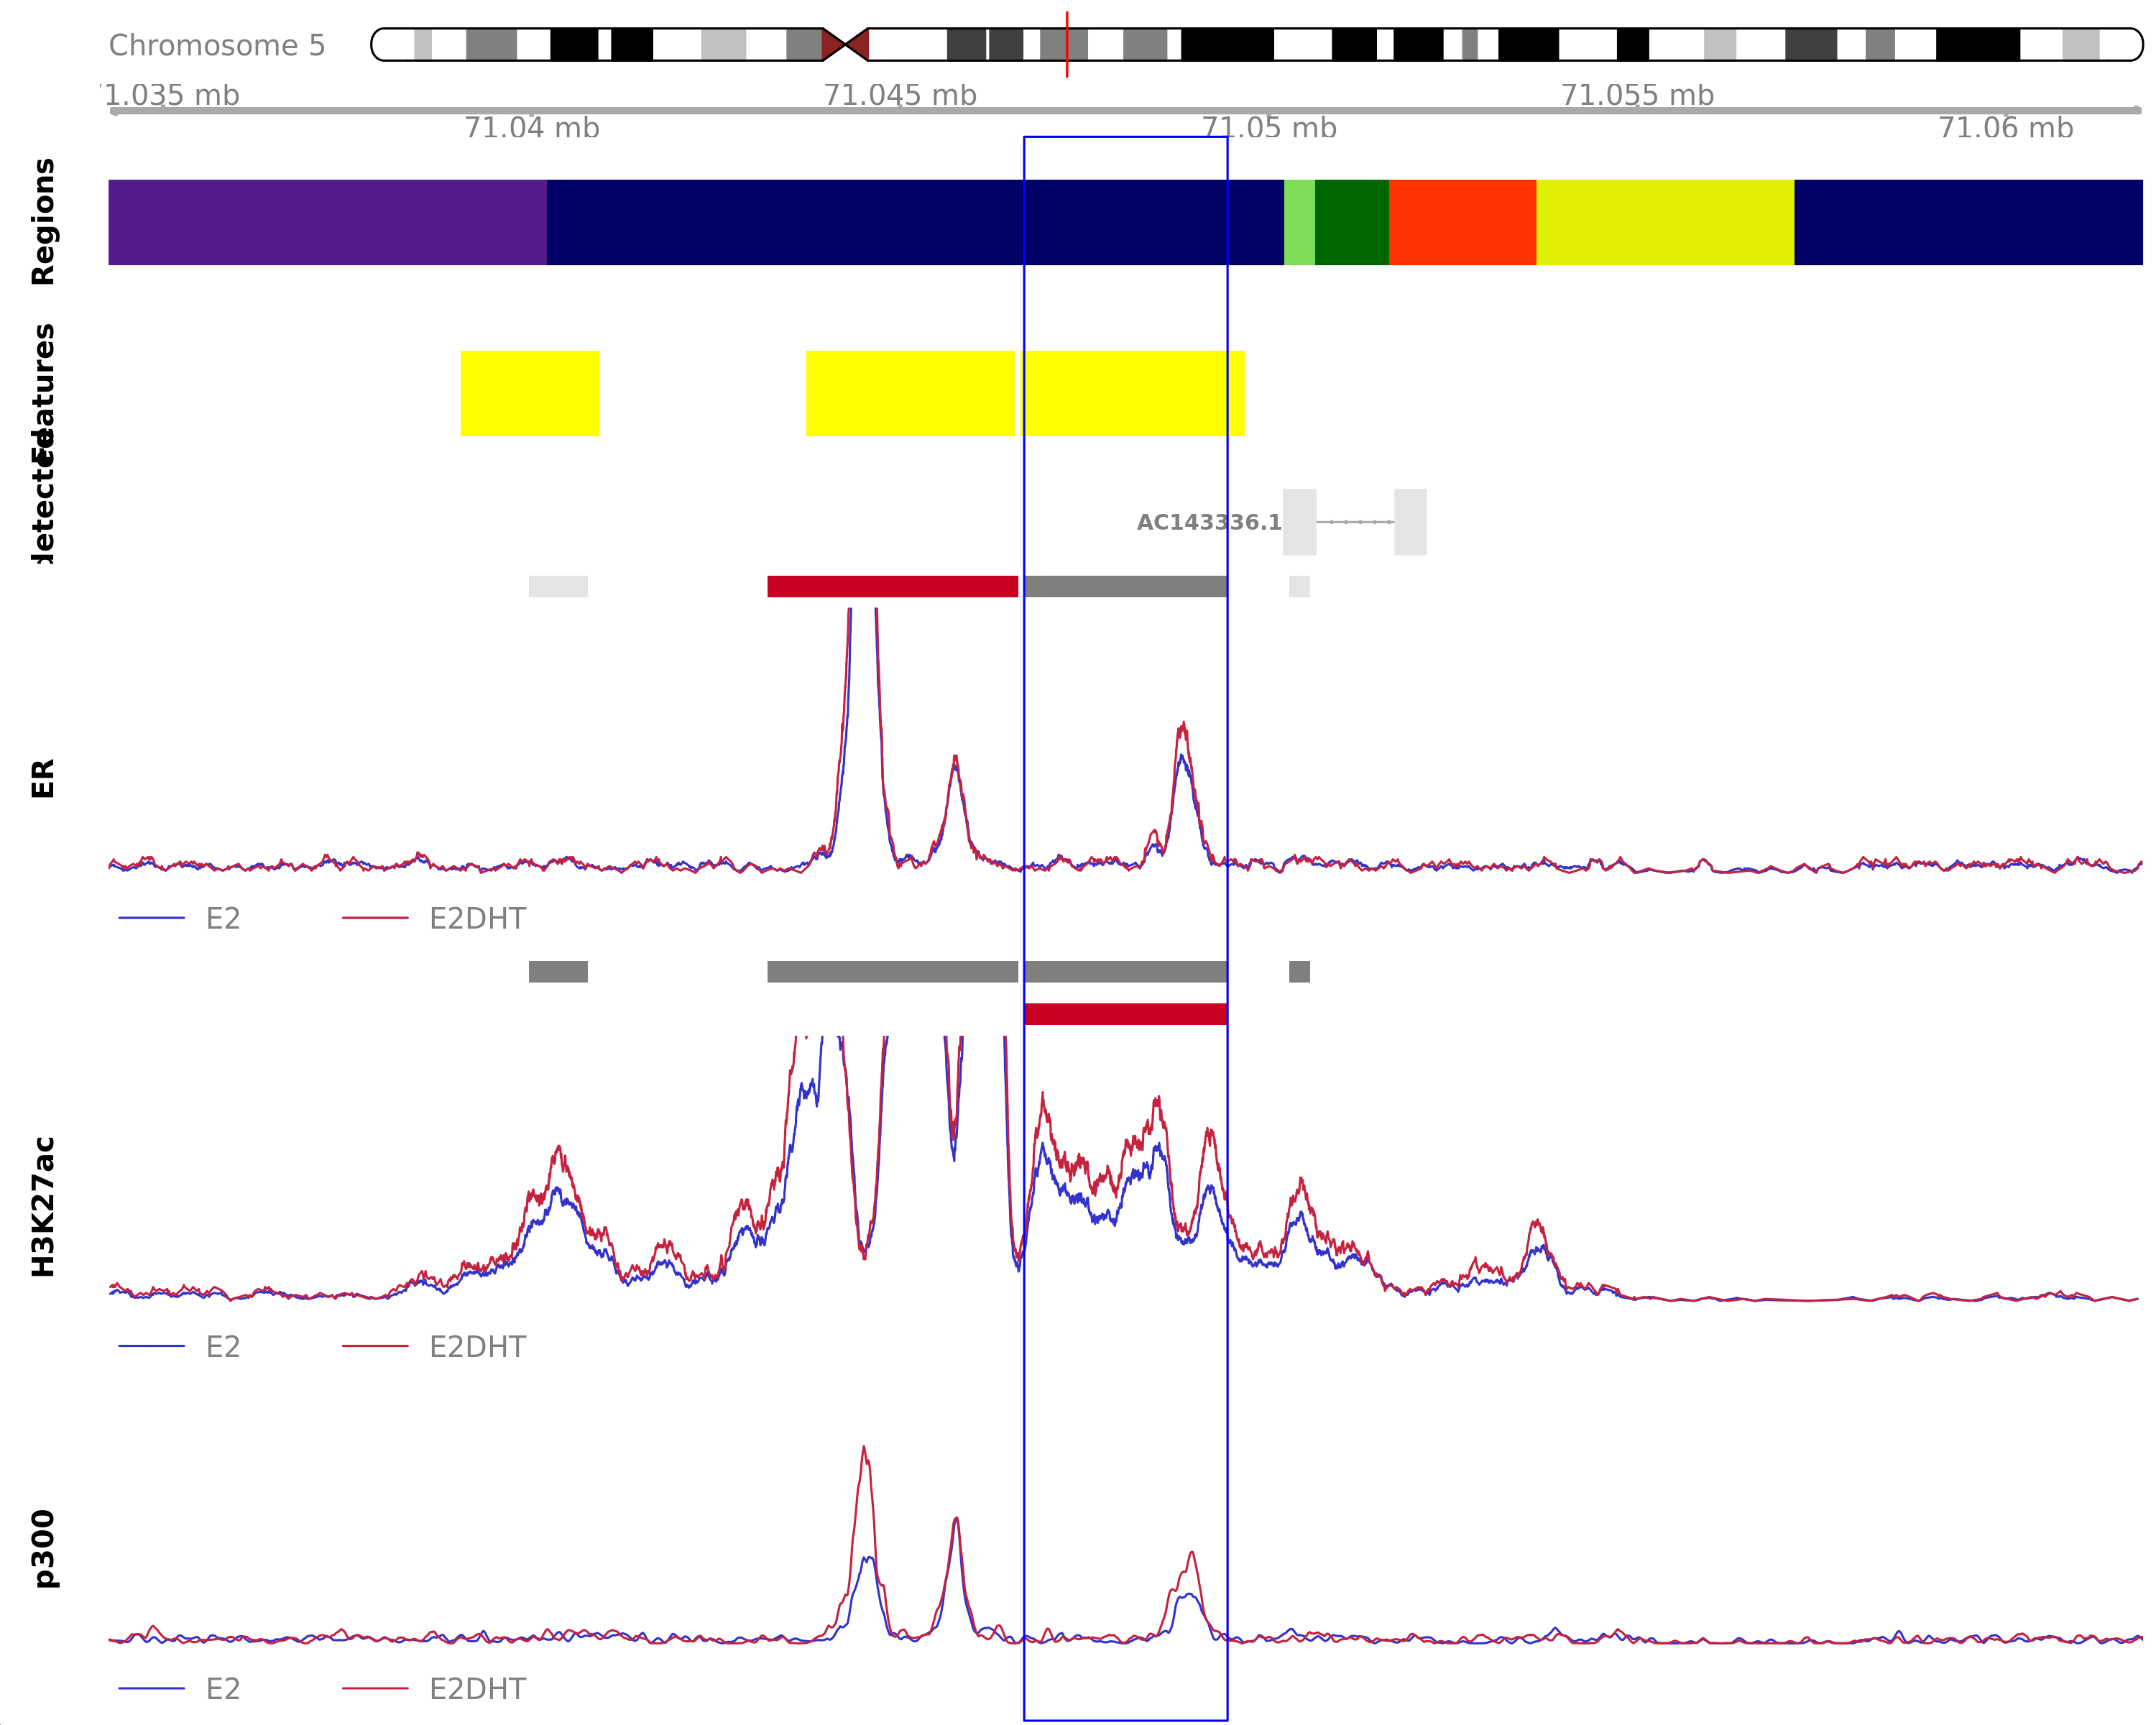 Chromosome 5
1.035 mb
71.045 mb
71.055 mb
71.04 mb
71.05 mb
71.06 mb
Regions
Features
detected
AC143336.1
ER
E2
E2DHT
H3K27ac
E2
E2DHT
p300
E2
E2DHT